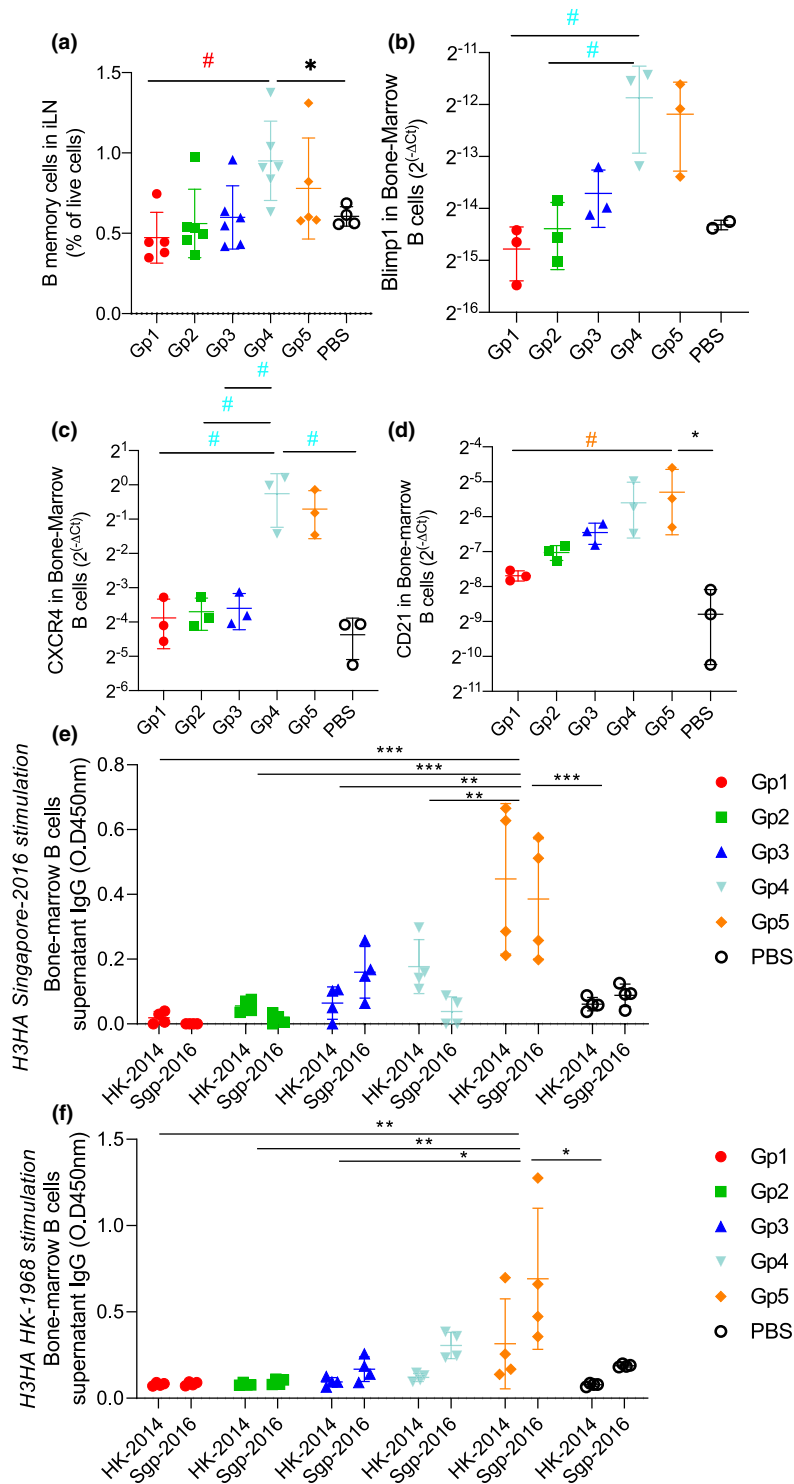 (a)
#
*
B memory cells in iLN
(% of live cells)
1.5
1.0
0.5
0.0
Gp1
Gp2
Gp3
Gp4
Gp5
PBS
(b)
#
#
Blimp1 in Bone-Marrow
B cells (2^(-ΔCt))
2^-11
2^-12
2^-13
2^-14
2^-15
2^-16
Gp1
Gp2
Gp3
Gp4
Gp5
PBS
(c)
#
#
#
#
CXCR4 in Bone-Marrow
B cells (2^(-ΔCt))
2^1
2^0
2^-1
2^-2
2^-3
2^-4
2^-5
2^-6
Gp1
Gp2
Gp3
Gp4
Gp5
PBS
(d)
#
*
CD21 in Bone-marrow
B cells (2^(-ΔCt))
2^-4
2^-5
2^-6
2^-7
2^-8
2^-9
2^-10
2^-11
Gp1
Gp2
Gp3
Gp4
Gp5
PBS
(e)
***
***
**
**
***
H3HA Singapore-2016 stimulation
Bone-marrow B cells
supernatant IgG (O.D450nm)
0.8
0.6
0.4
0.2
0.0
HK-2014
Sgp-2016
HK-2014
Sgp-2016
HK-2014
Sgp-2016
HK-2014
Sgp-2016
HK-2014
Sgp-2016
HK-2014
Sgp-2016
Gp1
Gp2
Gp3
Gp4
Gp5
PBS
(f)
**
**
*
*
H3HA HK-1968 stimulation
Bone-marrow B cells
supernatant IgG (O.D450nm)
1.5
1.0
0.5
0.0
HK-2014
Sgp-2016
HK-2014
Sgp-2016
HK-2014
Sgp-2016
HK-2014
Sgp-2016
HK-2014
Sgp-2016
HK-2014
Sgp-2016
Gp1
Gp2
Gp3
Gp4
Gp5
PBS